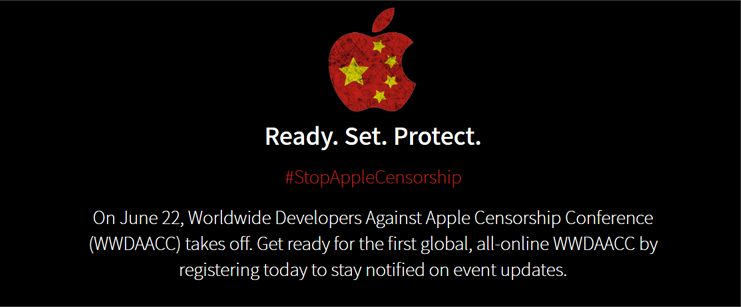 Ready. Set. Protect.
#StopAppleCensorship
On June 22, Worldwide Developers Against Apple Censorship Conference
(WWDAACC) takes off. Get ready for the first global, all-online WWDAACC by
registering today to stay notified on event updates.